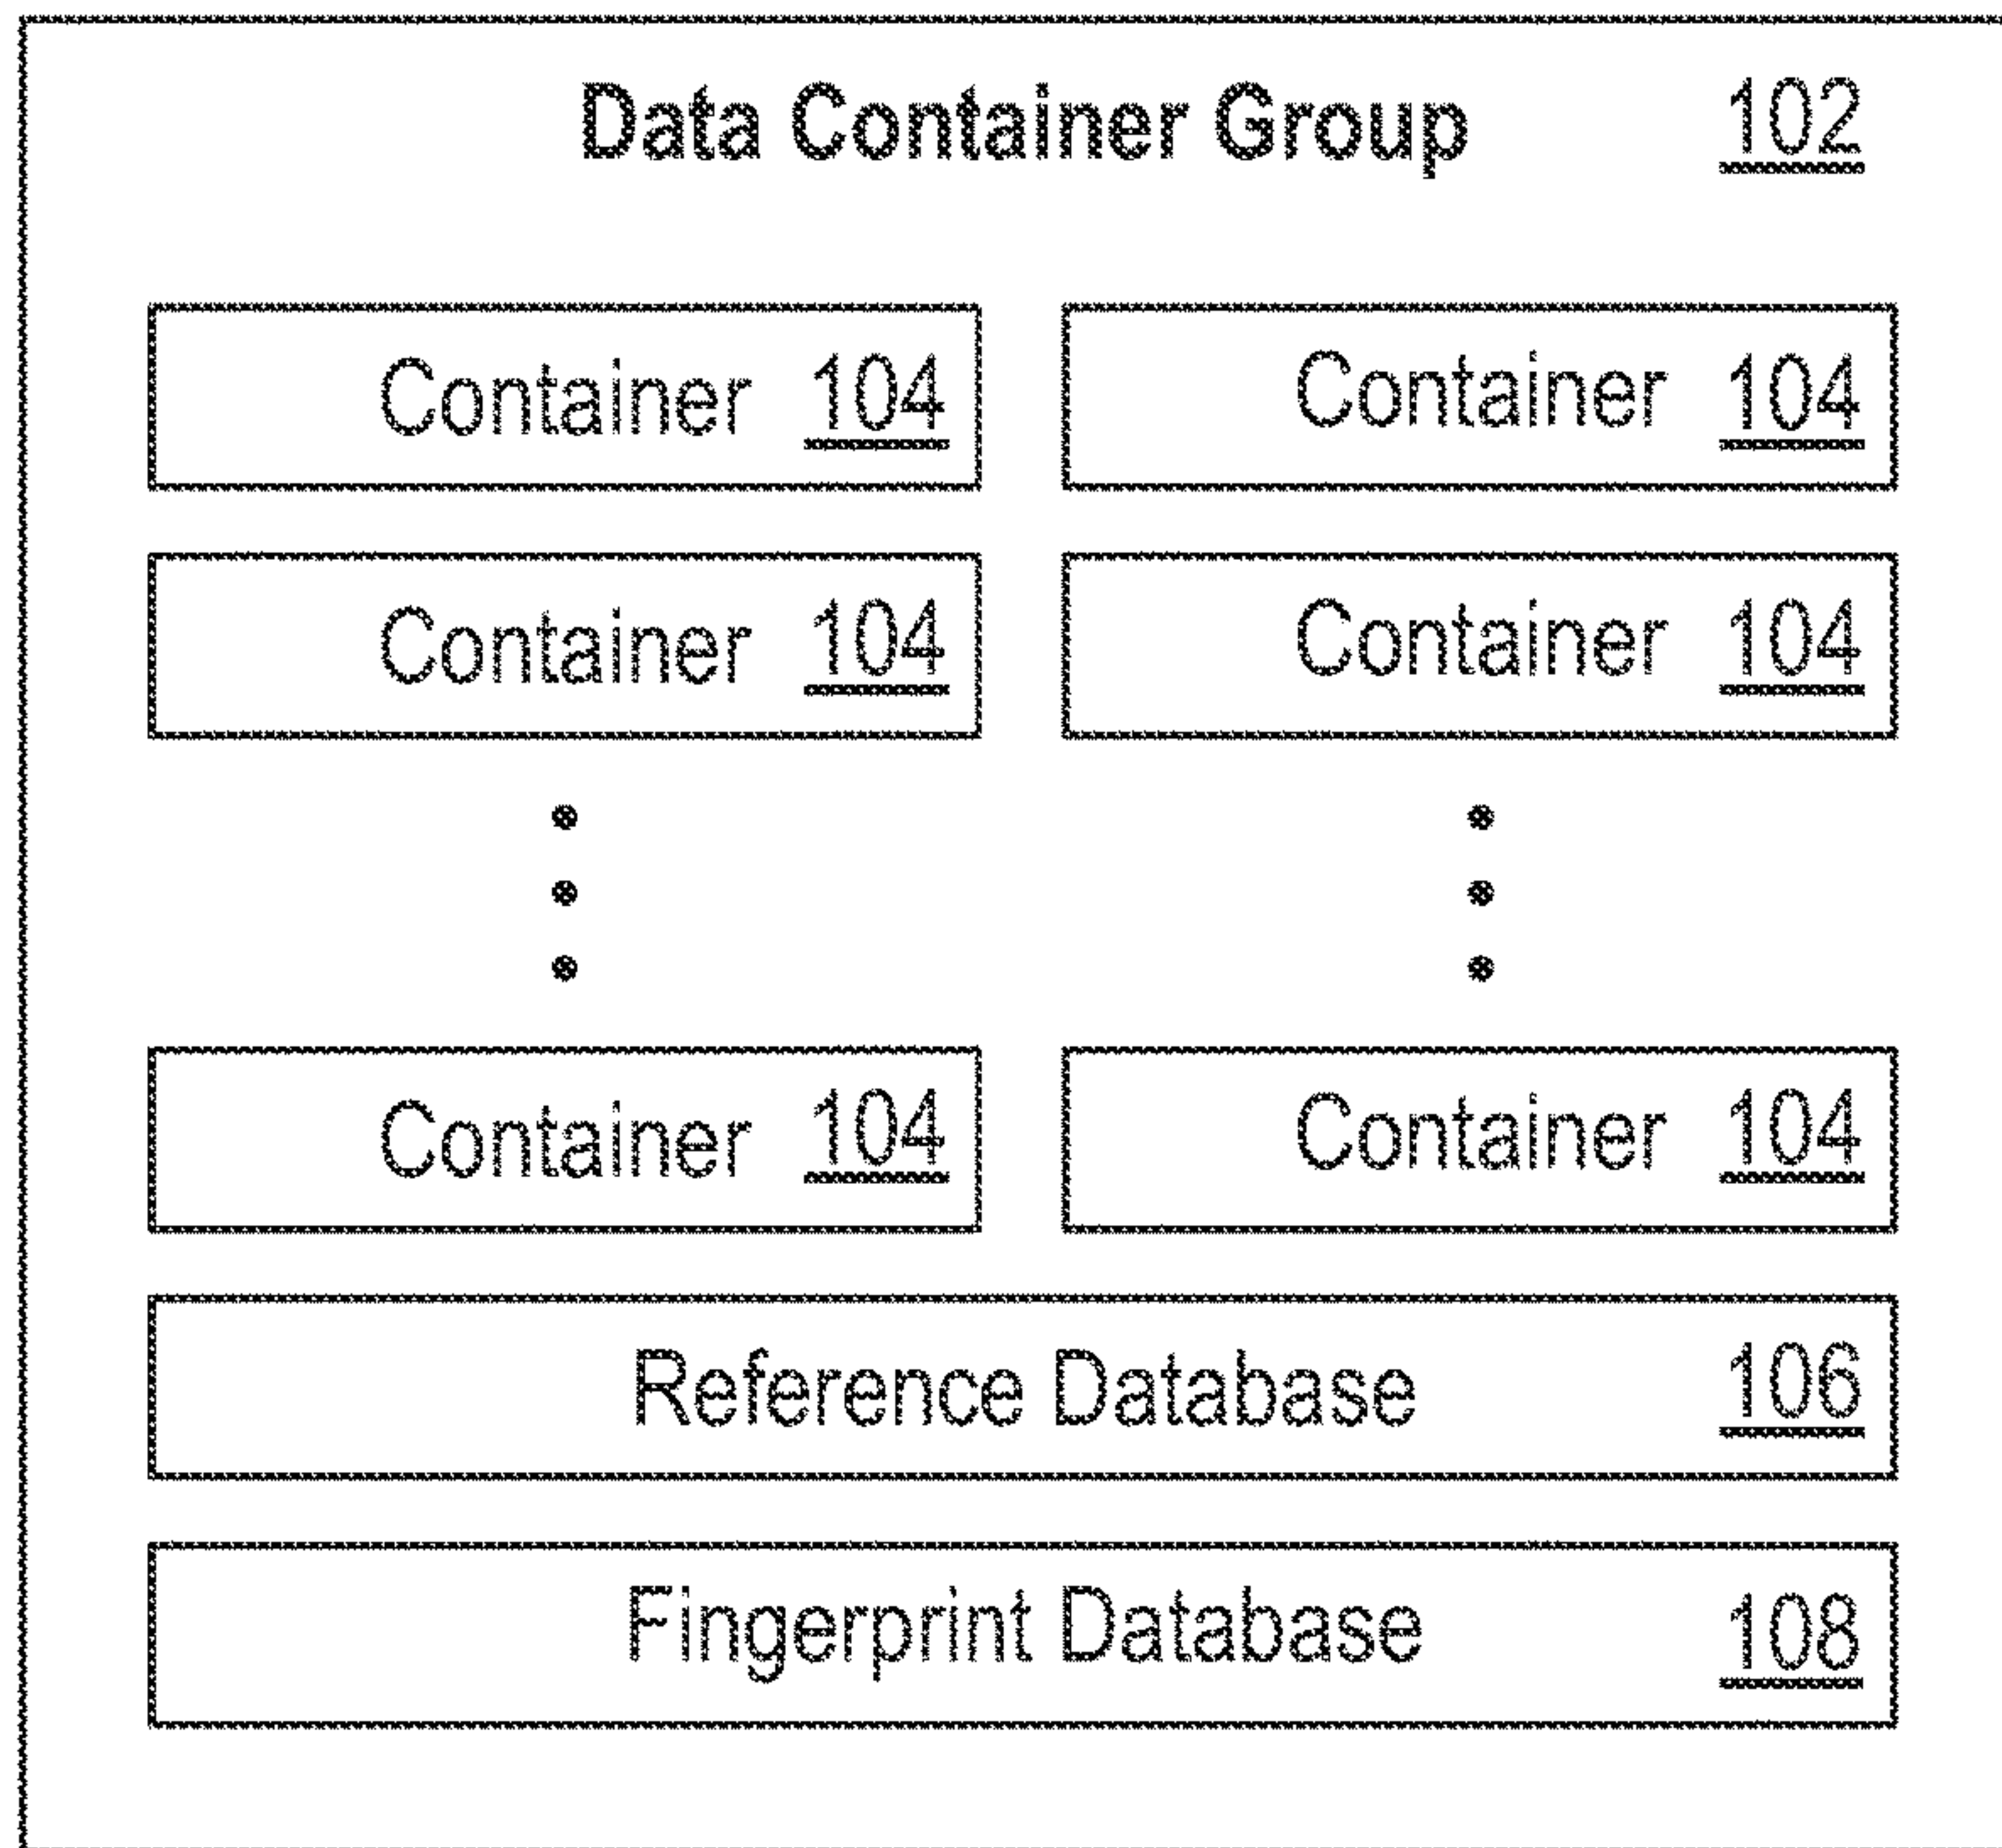 Data Container Group 102
Container 104 Container 104
Container 104 Container 104
Container 104 Container 104
Reference Database 106
Fingerprint Database 108